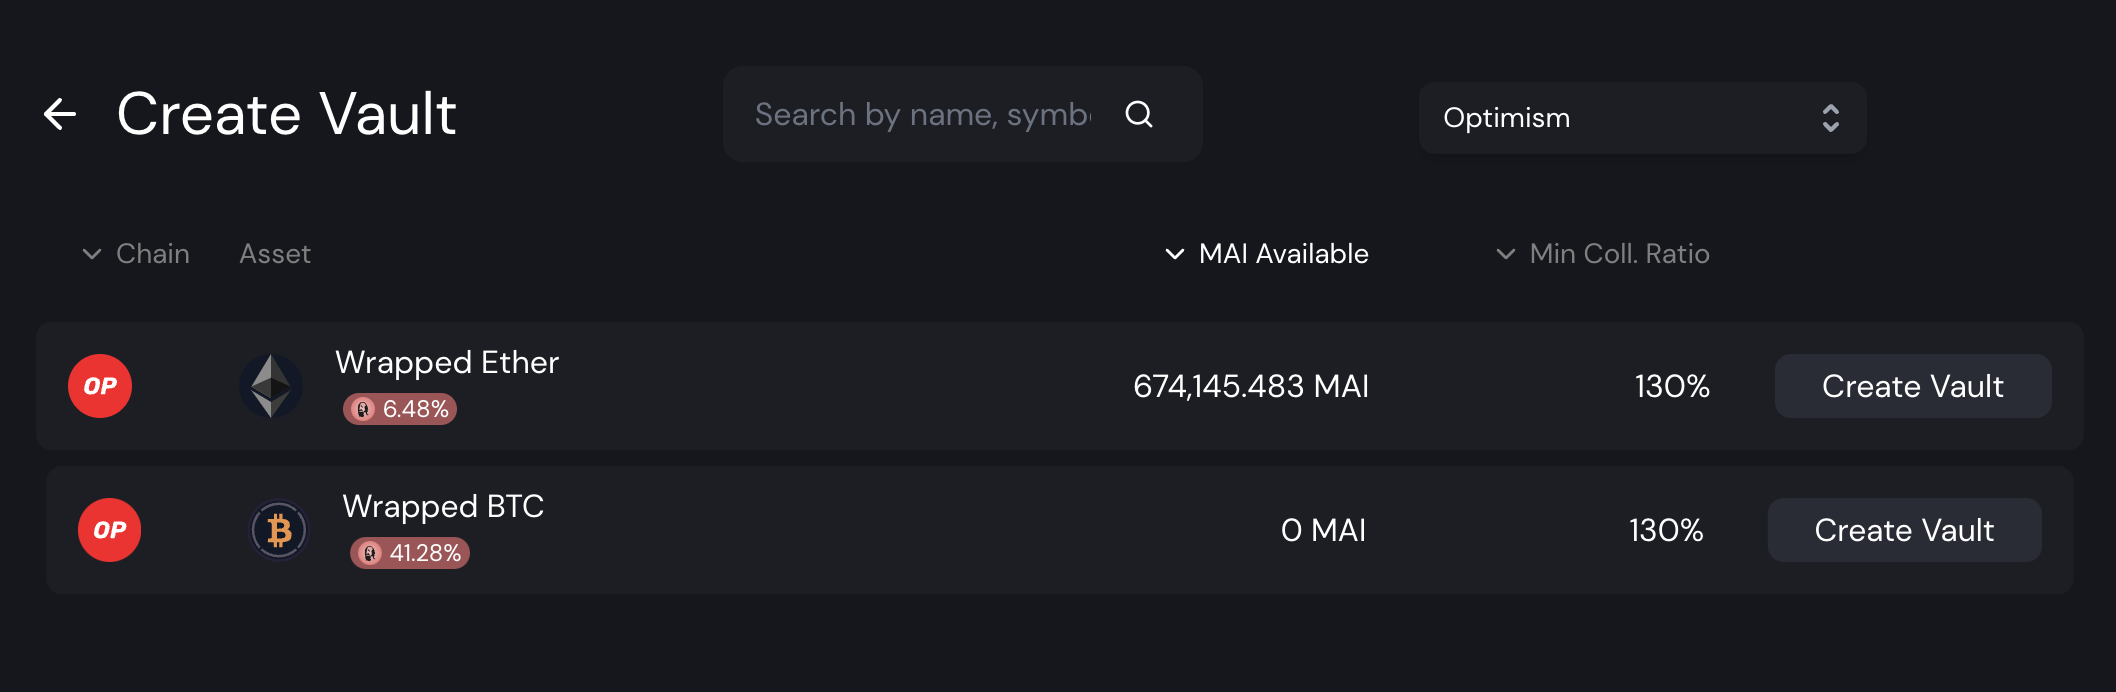 Create Vault
Search by name, symb
Optimism
Chain Asset MAI Available Min Coll. Ratio
OP Wrapped Ether 674,145.483 MAI 130% Create Vault
6.48%
OP Wrapped BTC 0 MAI 130% Create Vault
41.28%